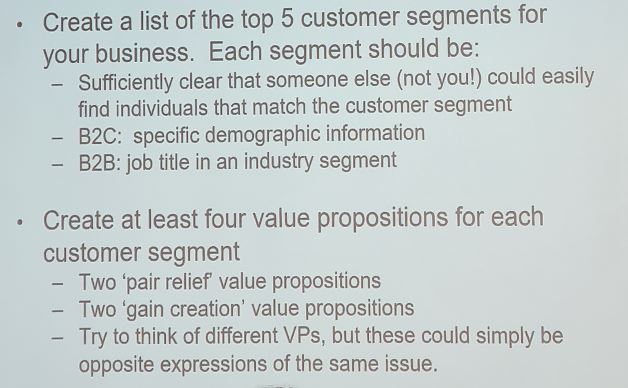 • Create a list of the top 5 customer segments for
your business. Each segment should be:
– Sufficiently clear that someone else (not you!) could easily
find individuals that match the customer segment
– B2C: specific demographic information
– B2B: job title in an industry segment
• Create at least four value propositions for each
customer segment
– Two ‘pair relief’ value propositions
– Two ‘gain creation’ value propositions
– Try to think of different VPs, but these could simply be
opposite expressions of the same issue.